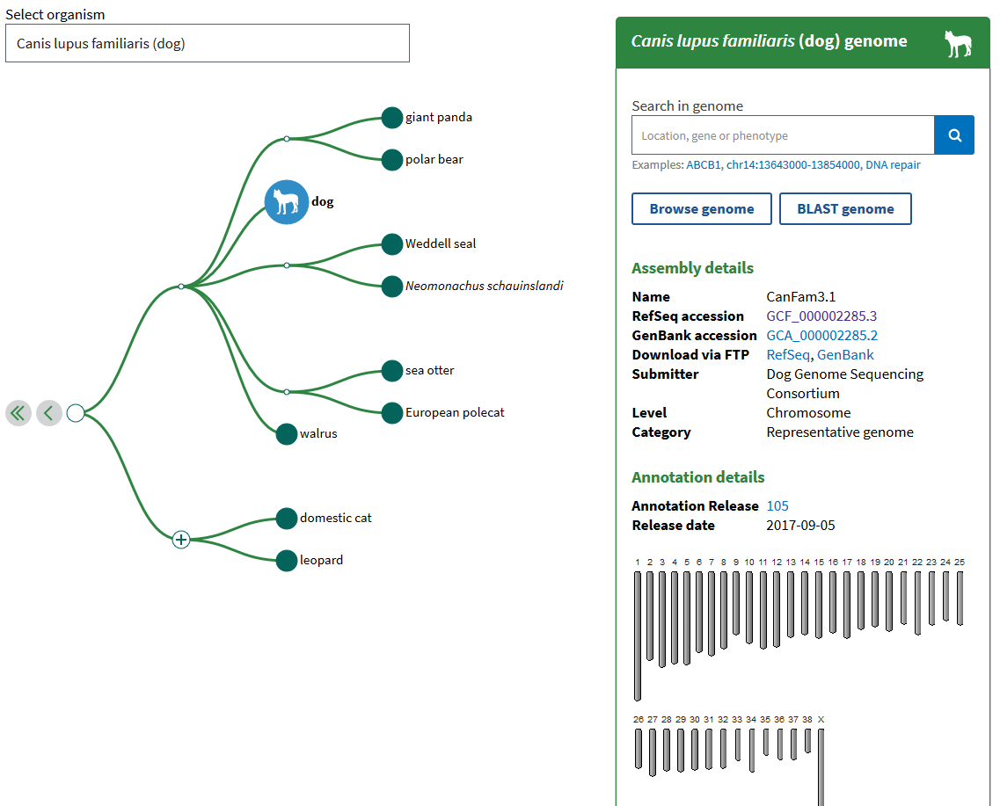 Select organism
Canis lupus familiaris (dog)
giant panda
polar bear
dog
Weddell seal
Neomonachus schauinslandi
sea otter
European polecat
walrus
domestic cat
leopard
Canis lupus familiaris (dog) genome
Search in genome
Location, gene or phenotype
Examples: ABCB1, chr14:13643000-13854000, DNA repair
Browse genome BLAST genome
Assembly details
Name CanFam3.1
RefSeq accession GCF_000002285.3
GenBank accession GCA_000002285.2
Download via FTP RefSeq, GenBank
Submitter Dog Genome Sequencing
Consortium
Level Chromosome
Category Representative genome
Annotation details
Annotation Release 105
Release date 2017-09-05
1 2 3 4 5 6 7 8 9 10 11 12 13 14 15 16 17 18 19 20 21 22 23 24 25
26 27 28 29 30 31 32 33 34 35 36 37 38 X